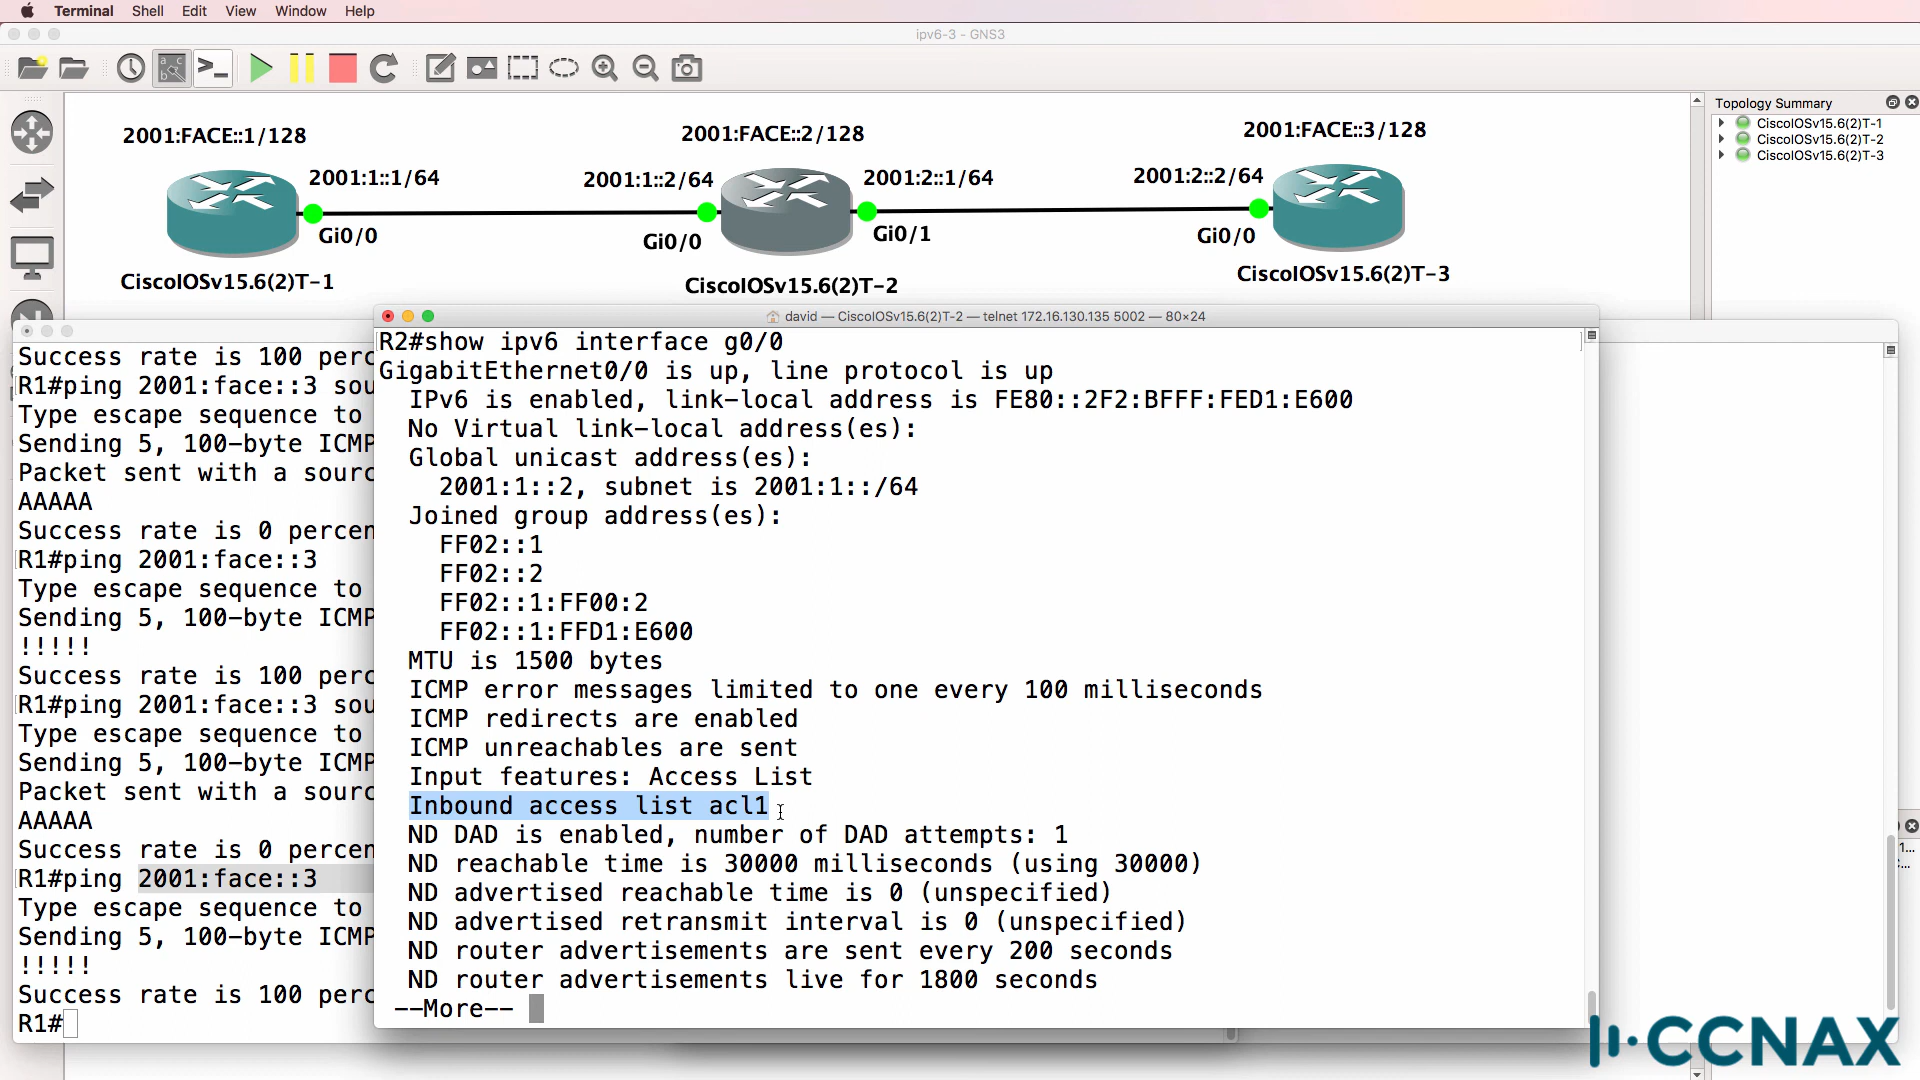 Terminal Shell Edit View Window Help
ipv6-3 - GNS3
Topology Summary
CiscoIOSv15.6(2)T-1
CiscoIOSv15.6(2)T-2
CiscoIOSv15.6(2)T-3
2001:FACE::1/128
2001:FACE::2/128
2001:FACE::3/128
2001:1::1/64
2001:1::2/64
2001:2::1/64
2001:2::2/64
Gi0/0
Gi0/0
Gi0/1
Gi0/0
CiscoIOSv15.6(2)T-1
CiscoIOSv15.6(2)T-2
CiscoIOSv15.6(2)T-3
Success rate is 100 perc
R1#ping 2001:face::3 sou
Type escape sequence to
Sending 5, 100-byte ICMP
Packet sent with a sourc
AAAAA
Success rate is 0 percen
R1#ping 2001:face::3
Type escape sequence to
Sending 5, 100-byte ICMP
!!!!!
Success rate is 100 perc
R1#ping 2001:face::3 sou
Type escape sequence to
Sending 5, 100-byte ICMP
Packet sent with a sourc
AAAAA
Success rate is 0 percen
R1#ping 2001:face::3
Type escape sequence to
Sending 5, 100-byte ICMP
!!!!!
Success rate is 100 perc
R1#
david — CiscoIOSv15.6(2)T-2 — telnet 172.16.130.135 5002 — 80×24
R2#show ipv6 interface g0/0
GigabitEthernet0/0 is up, line protocol is up
IPv6 is enabled, link-local address is FE80::2F2:BFFF:FED1:E600
No Virtual link-local address(es):
Global unicast address(es):
2001:1::2, subnet is 2001:1::/64
Joined group address(es):
FF02::1
FF02::2
FF02::1:FF00:2
FF02::1:FFD1:E600
MTU is 1500 bytes
ICMP error messages limited to one every 100 milliseconds
ICMP redirects are enabled
ICMP unreachables are sent
Input features: Access List
Inbound access list acl1
ND DAD is enabled, number of DAD attempts: 1
ND reachable time is 30000 milliseconds (using 30000)
ND advertised reachable time is 0 (unspecified)
ND advertised retransmit interval is 0 (unspecified)
ND router advertisements are sent every 200 seconds
ND router advertisements live for 1800 seconds
--More--
CCNAX